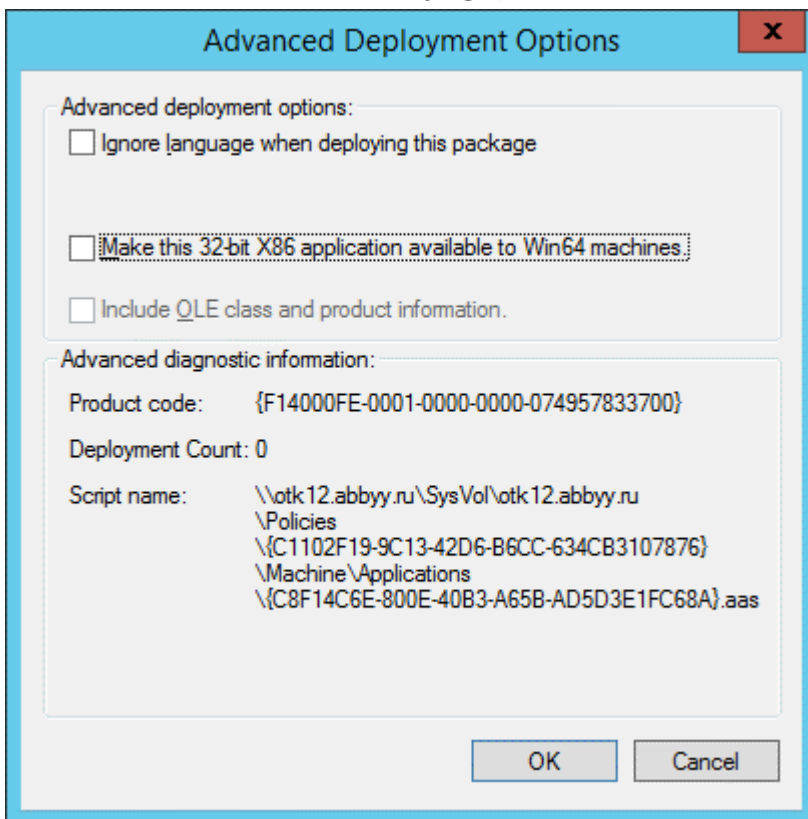 Advanced Deployment Options
x
Advanced deployment options:
Ignore language when deploying this package
Make this 32-bit X86 application available to Win64 machines.
Include OLE class and product information.
Advanced diagnostic information:
Product code: {F14000FE-0001-0000-0000-074957833700}
Deployment Count: 0
Script name: \\otk12.abbyy.ru\SysVol\otk12.abbyy.ru
\Policies
\{C1102F19-9C13-42D6-B6CC-634CB3107876}
\Machine\Applications
\{C8F14C6E-800E-40B3-A65B-AD5D3E1FC68A}.aas
OK Cancel